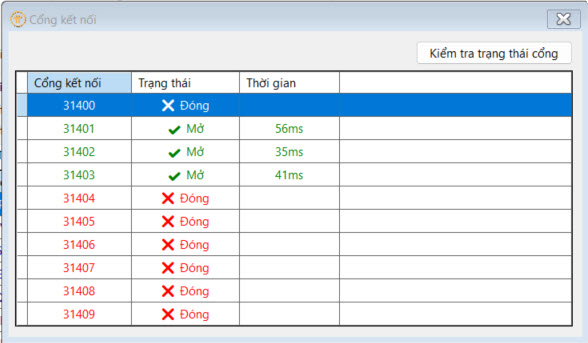 Cổng kết nối
Kiểm tra trạng thái cổng
Cổng kết nối Trạng thái Thời gian
31400 Đóng
31401 Mở 56ms
31402 Mở 35ms
31403 Mở 41ms
31404 Đóng
31405 Đóng
31406 Đóng
31407 Đóng
31408 Đóng
31409 Đóng